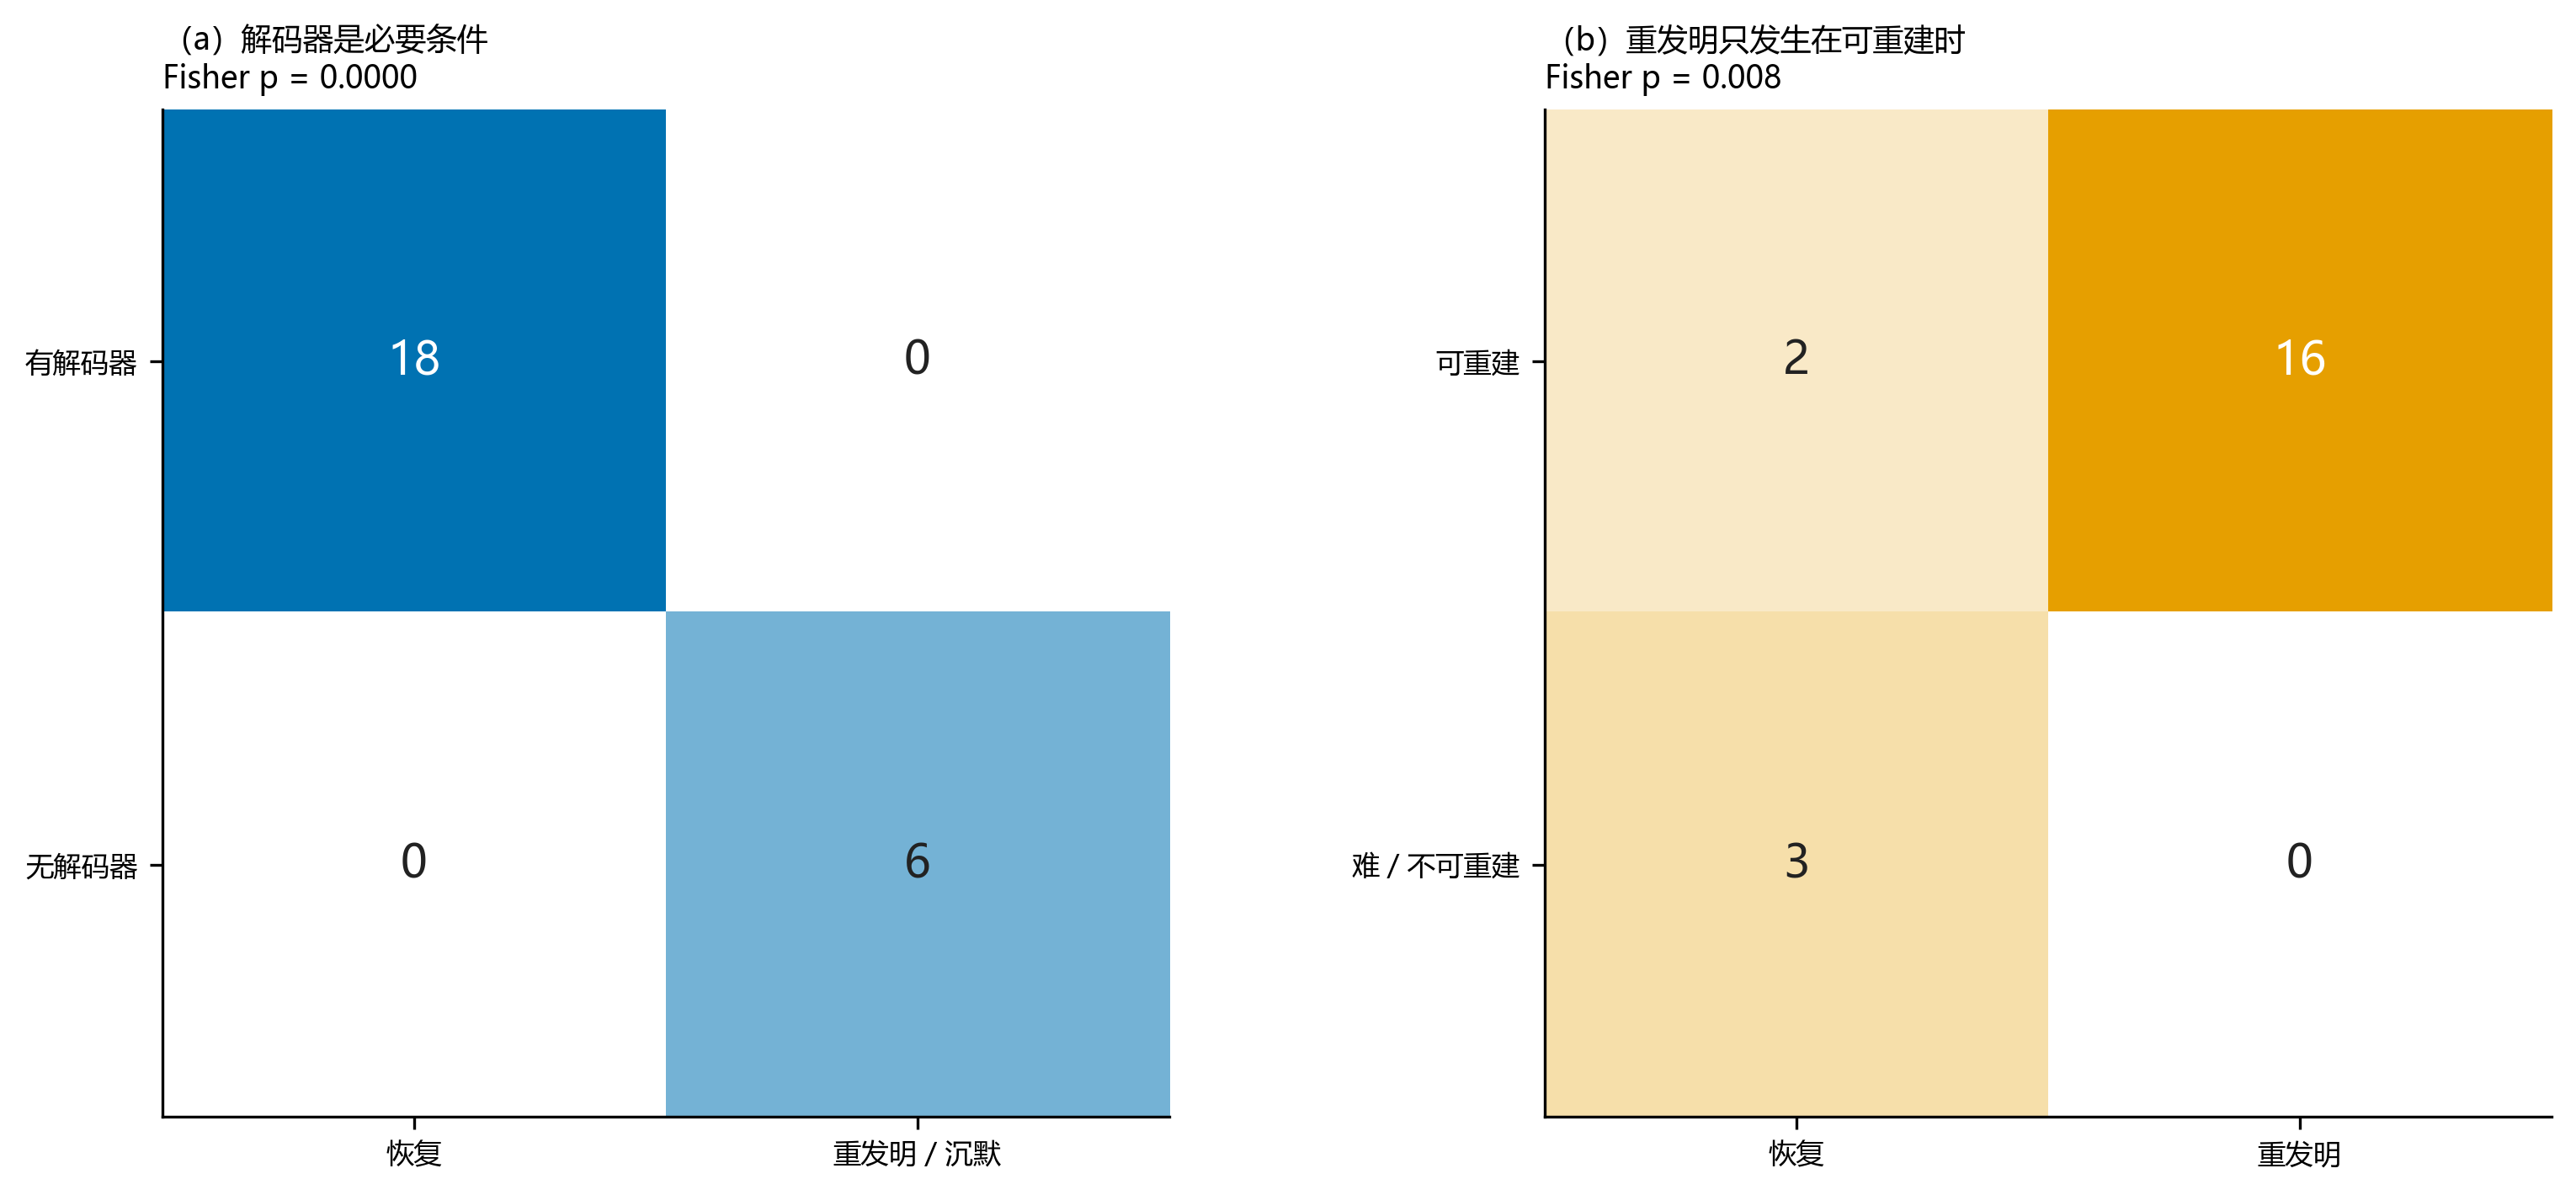 （a）解码器是必要条件
Fisher p = 0.0000
有解码器
18
0
无解码器
0
6
恢复
重发明 / 沉默
（b）重发明只发生在可重建时
Fisher p = 0.008
可重建
2
16
难 / 不可重建
3
0
恢复
重发明